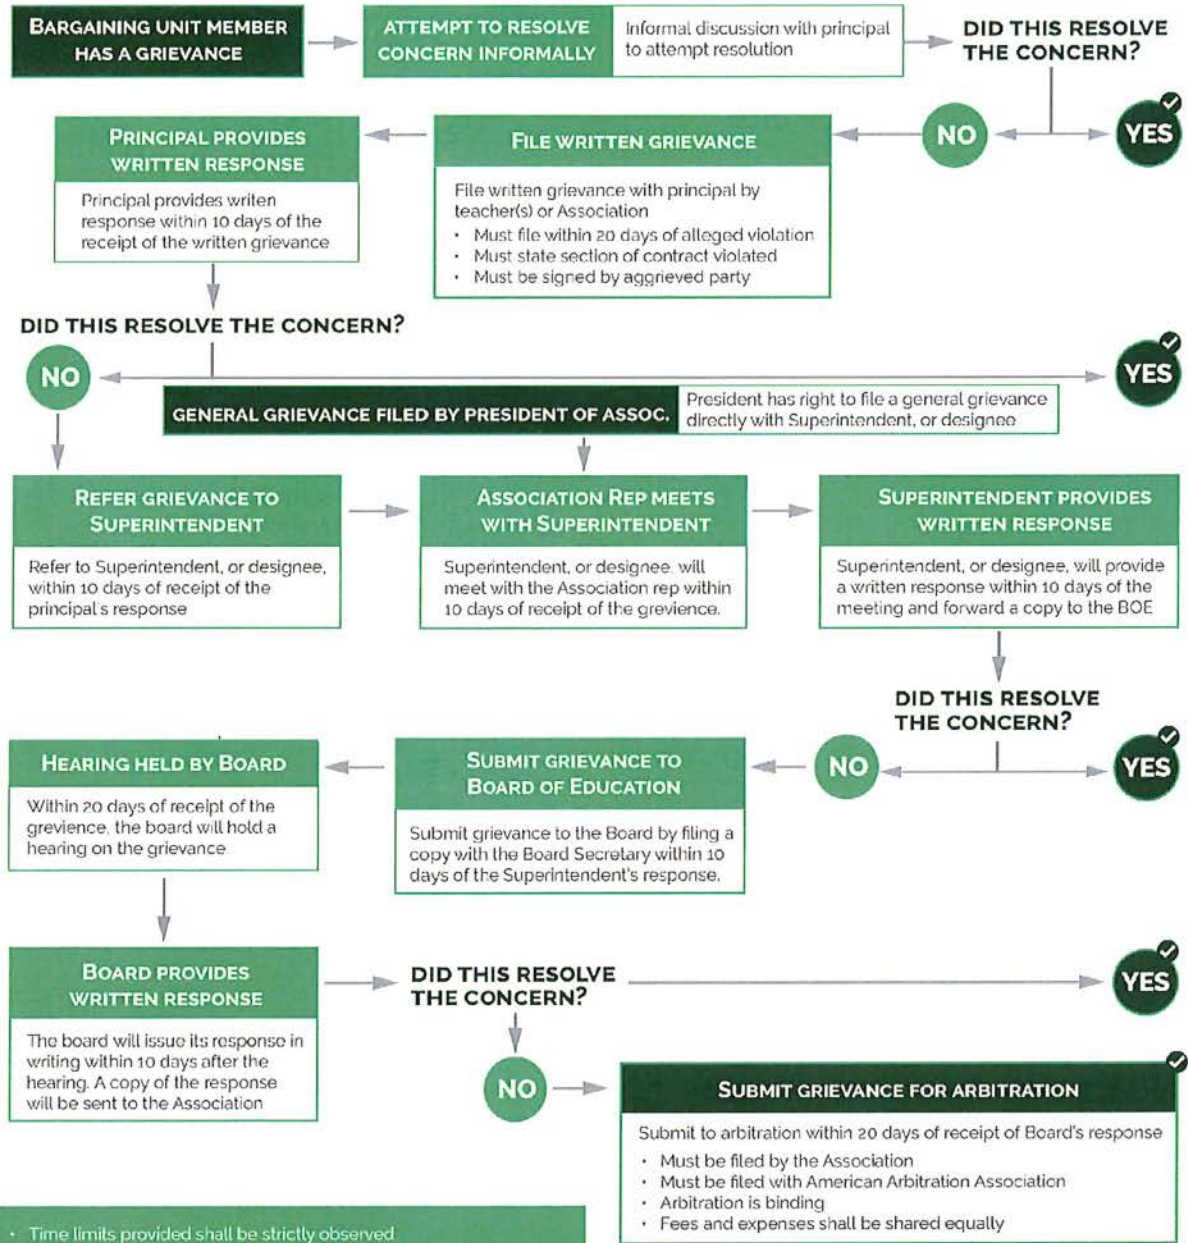 BARGAINING UNIT MEMBER
HAS A GRIEVANCE
ATTEMPT TO RESOLVE
CONCERN INFORMALLY
Informal discussion with principal
to attempt resolution
DID THIS RESOLVE
THE CONCERN?
YES
NO
FILE WRITTEN GRIEVANCE
File written grievance with principal by
teacher(s) or Association
• Must file within 20 days of alleged violation
• Must state section of contract violated
• Must be signed by aggrieved party
PRINCIPAL PROVIDES
WRITTEN RESPONSE
Principal provides writen
response within 10 days of the
receipt of the written grievance
DID THIS RESOLVE THE CONCERN?
NO
YES
GENERAL GRIEVANCE FILED BY PRESIDENT OF ASSOC.
President has right to file a general grievance
directly with Superintendent, or designee
REFER GRIEVANCE TO
SUPERINTENDENT
Refer to Superintendent, or designee,
within 10 days of receipt of the
principal's response
ASSOCIATION REP MEETS
WITH SUPERINTENDENT
Superintendent, or designee, will
meet with the Association rep within
10 days of receipt of the grevience.
SUPERINTENDENT PROVIDES
WRITTEN RESPONSE
Superintendent, or designee, will provide
a written response within 10 days of the
meeting and forward a copy to the BOE
DID THIS RESOLVE
THE CONCERN?
YES
NO
SUBMIT GRIEVANCE TO
BOARD OF EDUCATION
Submit grievance to the Board by filing a
copy with the Board Secretary within 10
days of the Superintendent's response.
HEARING HELD BY BOARD
Within 20 days of receipt of the
grevience, the board will hold a
hearing on the grievance
BOARD PROVIDES
WRITTEN RESPONSE
The board will issue its response in
writing within 10 days after the
hearing. A copy of the response
will be sent to the Association
DID THIS RESOLVE
THE CONCERN?
YES
NO
SUBMIT GRIEVANCE FOR ARBITRATION
Submit to arbitration within 20 days of receipt of Board's response
• Must be filed by the Association
• Must be filed with American Arbitration Association
• Arbitration is binding
• Fees and expenses shall be shared equally
• Time limits provided shall be strictly observed